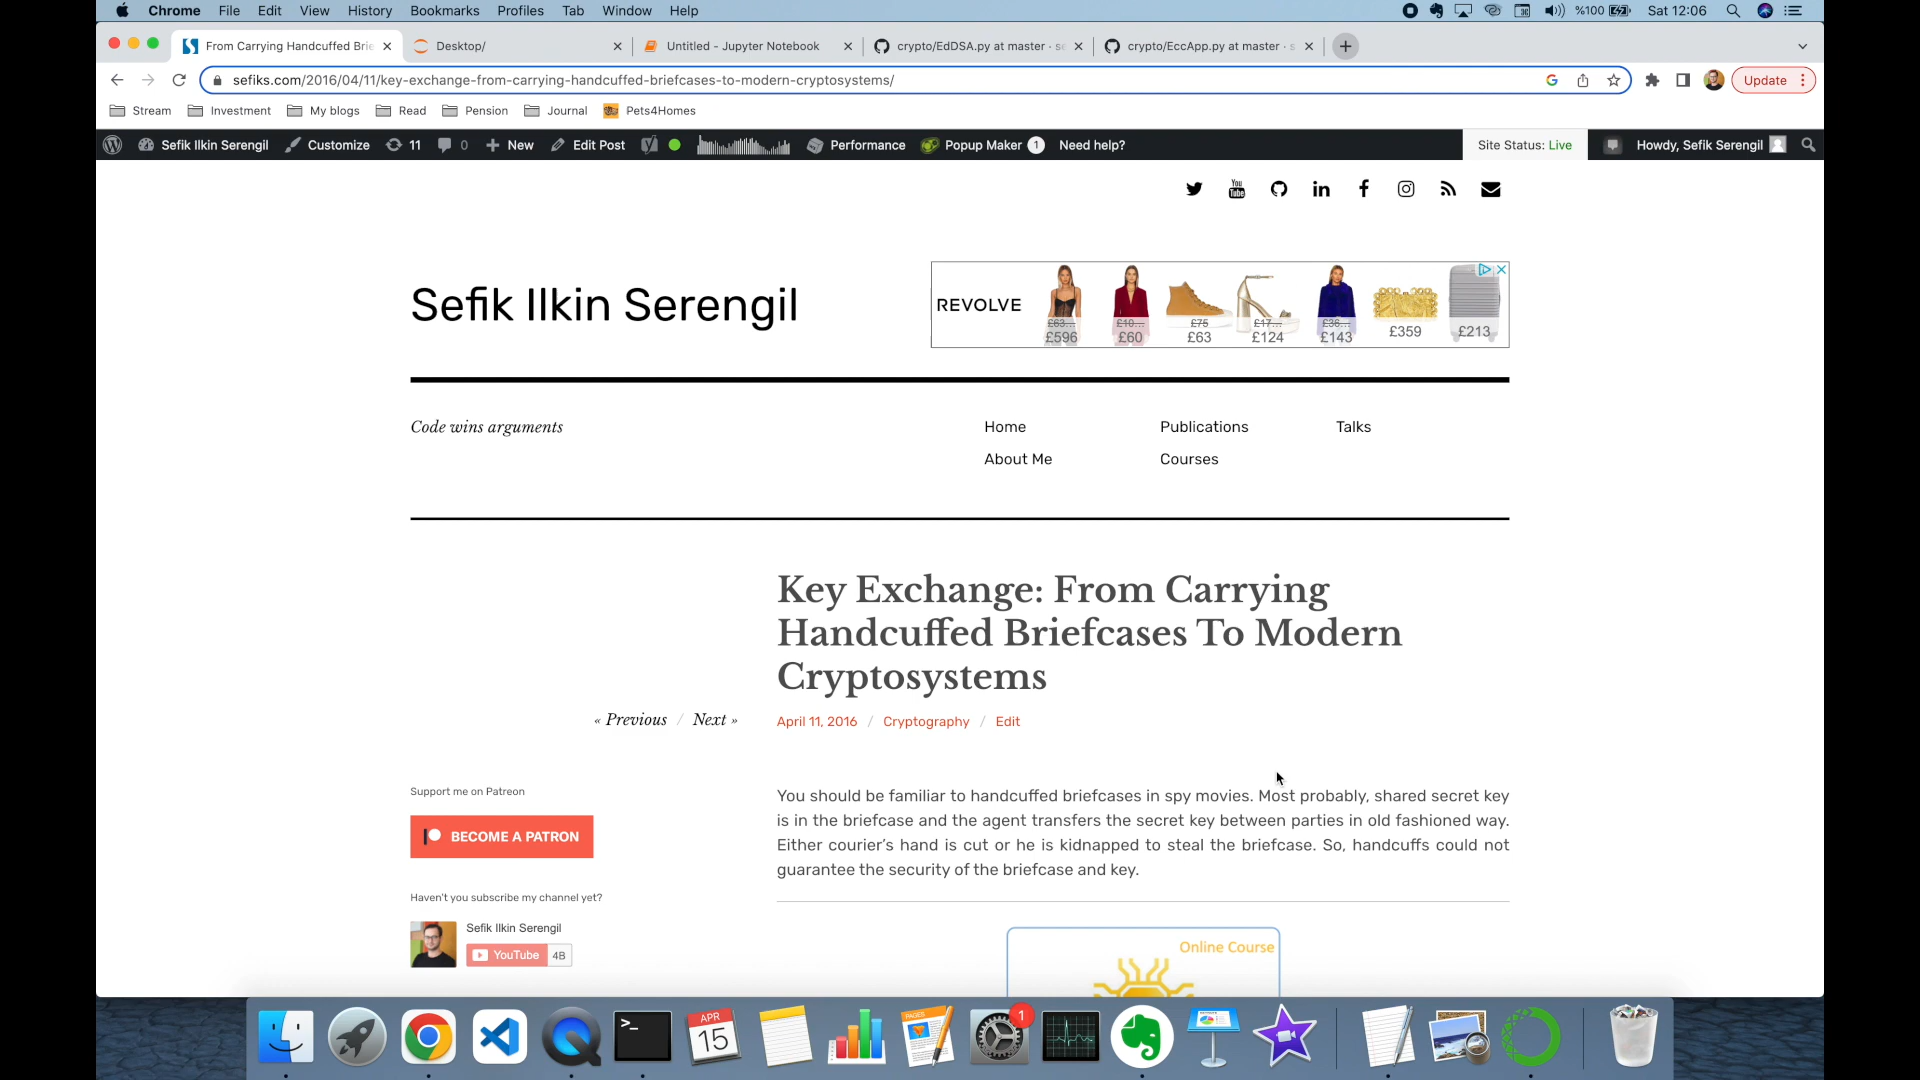 Chrome File Edit View History Bookmarks Profiles Tab Window Help %100 Sat 12:06
From Carrying Handcuffed Brie Desktop/ Untitled - Jupyter Notebook crypto/EdDSA.py at master · se crypto/EccApp.py at master · s
sefiks.com/2016/04/11/key-exchange-from-carrying-handcuffed-briefcases-to-modern-cryptosystems/ Update
Stream Investment My blogs Read Pension Journal Pets4Homes
Sefik Ilkin Serengil Customize 11 0 New Edit Post Performance Popup Maker 1 Need help? Site Status: Live Howdy, Sefik Serengil
You Tube
Sefik Ilkin Serengil
REVOLVE
£63... £10... £75 £17... £36...
£596 £60 £63 £124 £143 £359 £213
Code wins arguments
Home Publications Talks
About Me Courses
Key Exchange: From Carrying
Handcuffed Briefcases To Modern
Cryptosystems
« Previous / Next »
April 11, 2016 / Cryptography / Edit
Support me on Patreon
BECOME A PATRON
Haven't you subscribe my channel yet?
Sefik Ilkin Serengil
YouTube 4B
You should be familiar to handcuffed briefcases in spy movies. Most probably, shared secret key
is in the briefcase and the agent transfers the secret key between parties in old fashioned way.
Either courier's hand is cut or he is kidnapped to steal the briefcase. So, handcuffs could not
guarantee the security of the briefcase and key.
Online Course
>_ APR 15 PAGES 1